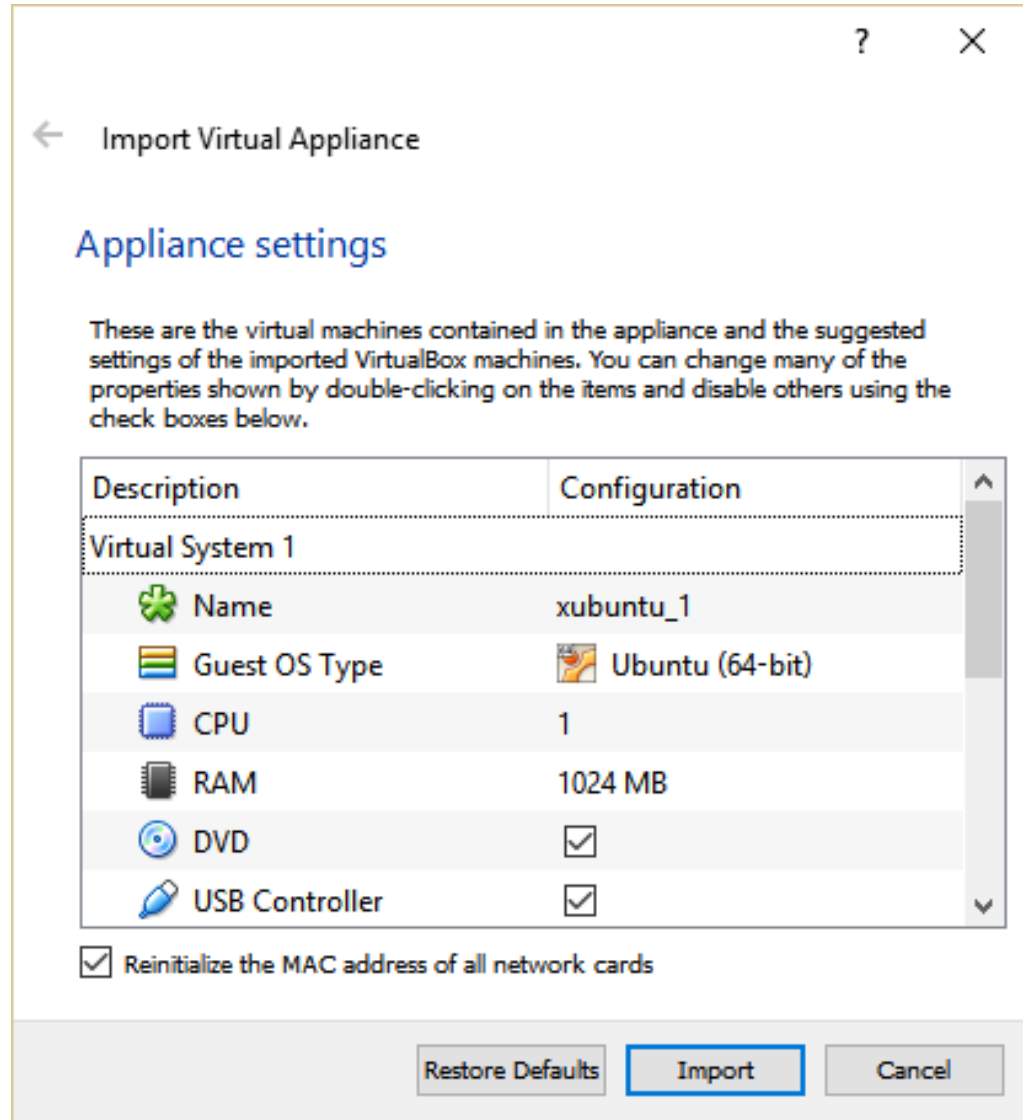 ?
Import Virtual Appliance
Appliance settings
These are the virtual machines contained in the appliance and the suggested
settings of the imported VirtualBox machines. You can change many of the
properties shown by double-clicking on the items and disable others using the
check boxes below.
Description Configuration
Virtual System 1
Name xubuntu_1
Guest OS Type Ubuntu (64-bit)
CPU 1
RAM 1024 MB
DVD
USB Controller
Reinitialize the MAC address of all network cards
Restore Defaults Import Cancel